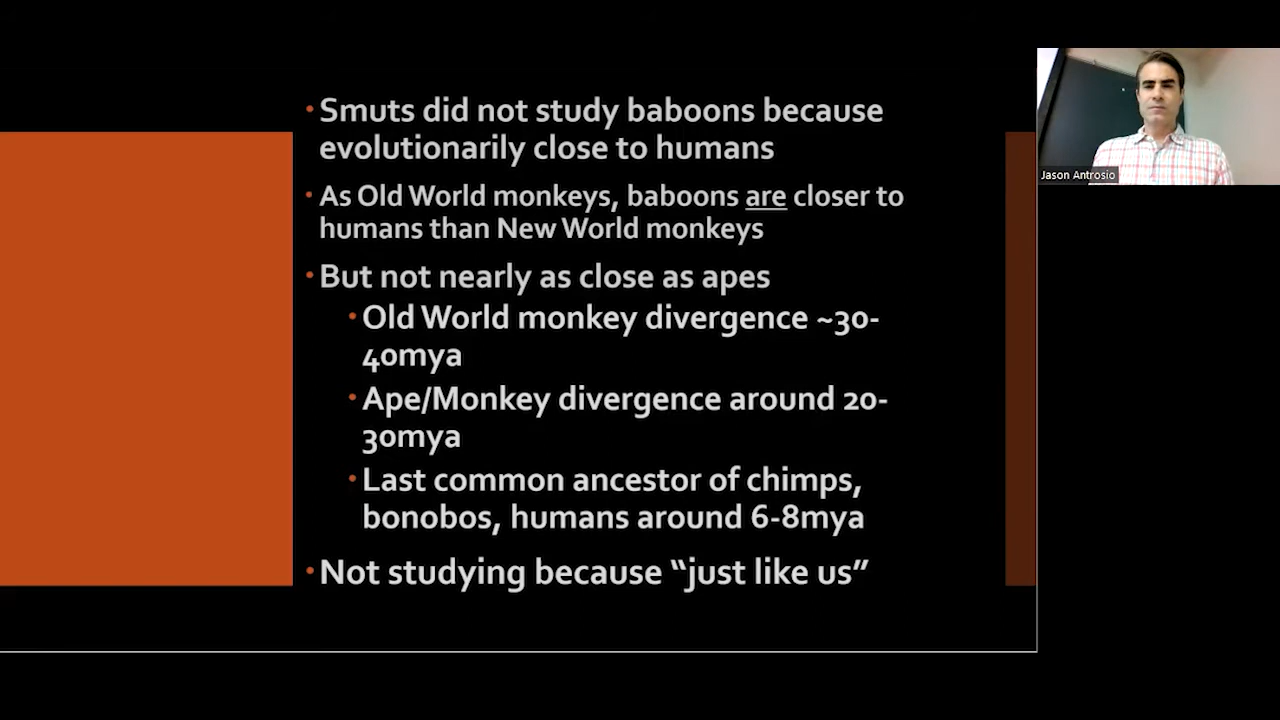 • Smuts did not study baboons because
evolutionarily close to humans
• As Old World monkeys, baboons are closer to
humans than New World monkeys
• But not nearly as close as apes
• Old World monkey divergence ~30-
40mya
• Ape/Monkey divergence around 20-
30mya
• Last common ancestor of chimps,
bonobos, humans around 6-8mya
• Not studying because “just like us”
Jason Antrosio